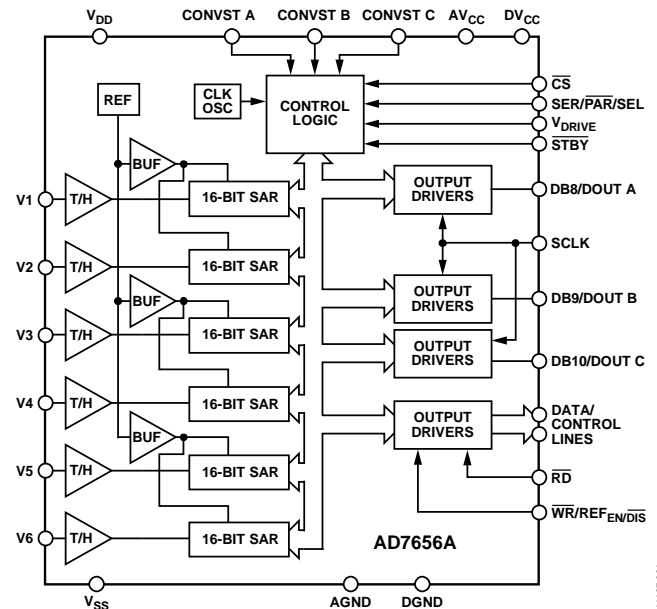 VDD
CONVST A
CONVST B
CONVST C
AVCC
DVCC
REF
CLK
OSC
CONTROL
LOGIC
CS
SER/PAR/SEL
VDRIVE
STBY
BUF
V1
T/H
16-BIT SAR
OUTPUT
DRIVERS
DB8/DOUT A
SCLK
V2
T/H
16-BIT SAR
BUF
OUTPUT
DRIVERS
DB9/DOUT B
V3
T/H
16-BIT SAR
OUTPUT
DRIVERS
DB10/DOUT C
V4
T/H
16-BIT SAR
OUTPUT
DRIVERS
DATA/
CONTROL
LINES
BUF
V5
T/H
16-BIT SAR
RD
WR/REFEN/DIS
V6
T/H
16-BIT SAR
AD7656A
VSS
AGND
DGND